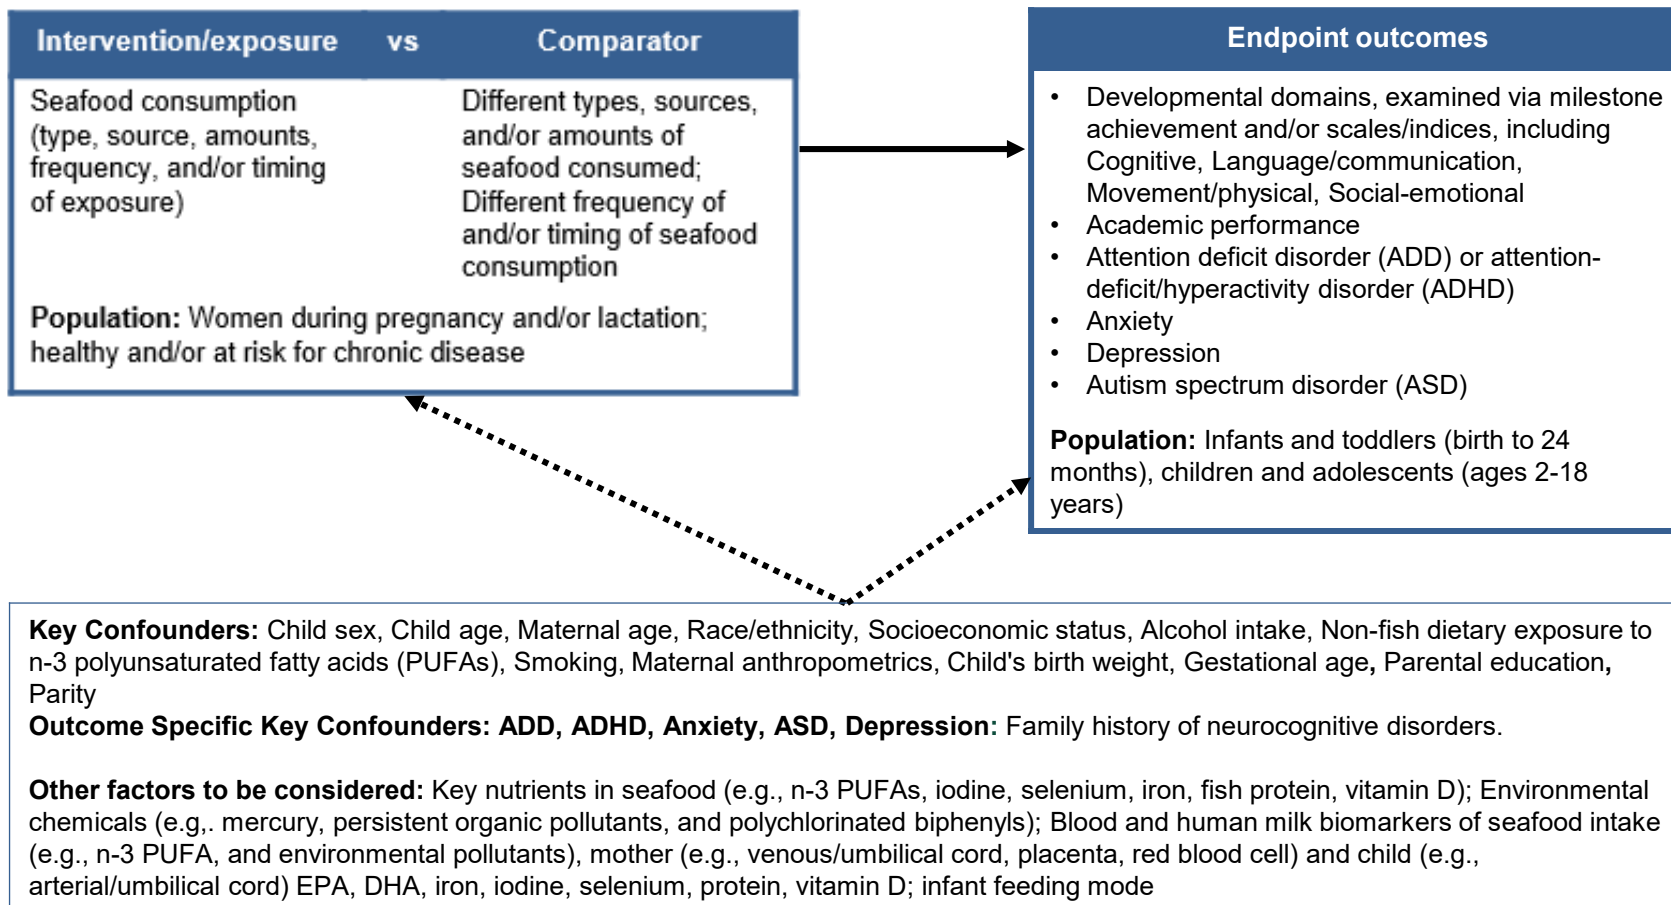 Intervention/exposure vs Comparator
Seafood consumption
(type, source, amounts,
frequency, and/or timing
of exposure)
Different types, sources,
and/or amounts of
seafood consumed;
Different frequency of
and/or timing of seafood
consumption
Population: Women during pregnancy and/or lactation;
healthy and/or at risk for chronic disease
Endpoint outcomes
• Developmental domains, examined via milestone
achievement and/or scales/indices, including
Cognitive, Language/communication,
Movement/physical, Social-emotional
• Academic performance
• Attention deficit disorder (ADD) or attention-
deficit/hyperactivity disorder (ADHD)
• Anxiety
• Depression
• Autism spectrum disorder (ASD)
Population: Infants and toddlers (birth to 24
months), children and adolescents (ages 2-18
years)
Key Confounders: Child sex, Child age, Maternal age, Race/ethnicity, Socioeconomic status, Alcohol intake, Non-fish dietary exposure to
n-3 polyunsaturated fatty acids (PUFAs), Smoking, Maternal anthropometrics, Child's birth weight, Gestational age, Parental education,
Parity
Outcome Specific Key Confounders: ADD, ADHD, Anxiety, ASD, Depression: Family history of neurocognitive disorders.
Other factors to be considered: Key nutrients in seafood (e.g., n-3 PUFAs, iodine, selenium, iron, fish protein, vitamin D); Environmental
chemicals (e.g,. mercury, persistent organic pollutants, and polychlorinated biphenyls); Blood and human milk biomarkers of seafood intake
(e.g., n-3 PUFA, and environmental pollutants), mother (e.g., venous/umbilical cord, placenta, red blood cell) and child (e.g.,
arterial/umbilical cord) EPA, DHA, iron, iodine, selenium, protein, vitamin D; infant feeding mode